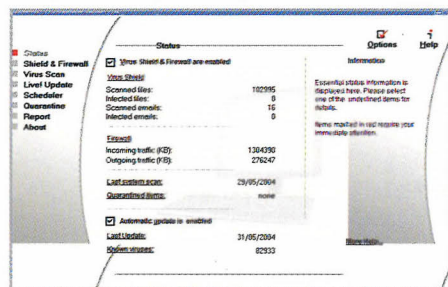 Status
Shield & Firewall
Virus Scan
Live! Update
Scheduler
Quarantine
Report
About
Status
Virus Shield & Firewall are enabled
Virus Shield
Scanned files: 102995
Infected files: 0
Scanned emails: 16
Infected emails: 0
Firewall
Incoming traffic (KB): 1304390
Outgoing traffic (KB): 276247
Last system scan: 29/05/2004
Quarantined items: none
Automatic update is enabled
Last Update: 31/05/2004
Known viruses: 82933
Options
Help
Information
Essential status information is
displayed here. Please select
one of the underlined items for
details.
Items marked in red require your
immediate attention.
More Help...